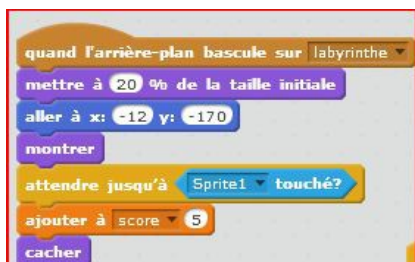 quand l'arrière-plan bascule sur labyrinthe
mettre à 20 % de la taille initiale
aller à x: -12 y: -170
montrer
attendre jusqu'à Sprite1 touché?
ajouter à score 5
cacher